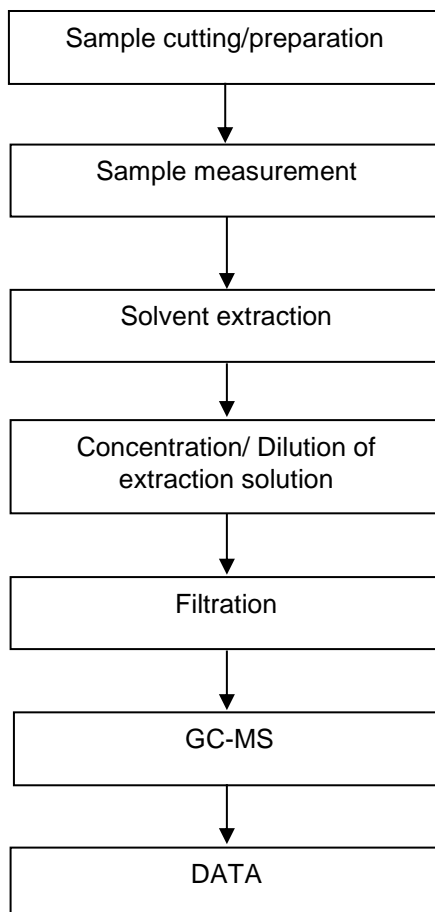 Sample cutting/preparation
Sample measurement
Solvent extraction
Concentration/ Dilution of
extraction solution
Filtration
GC-MS
DATA